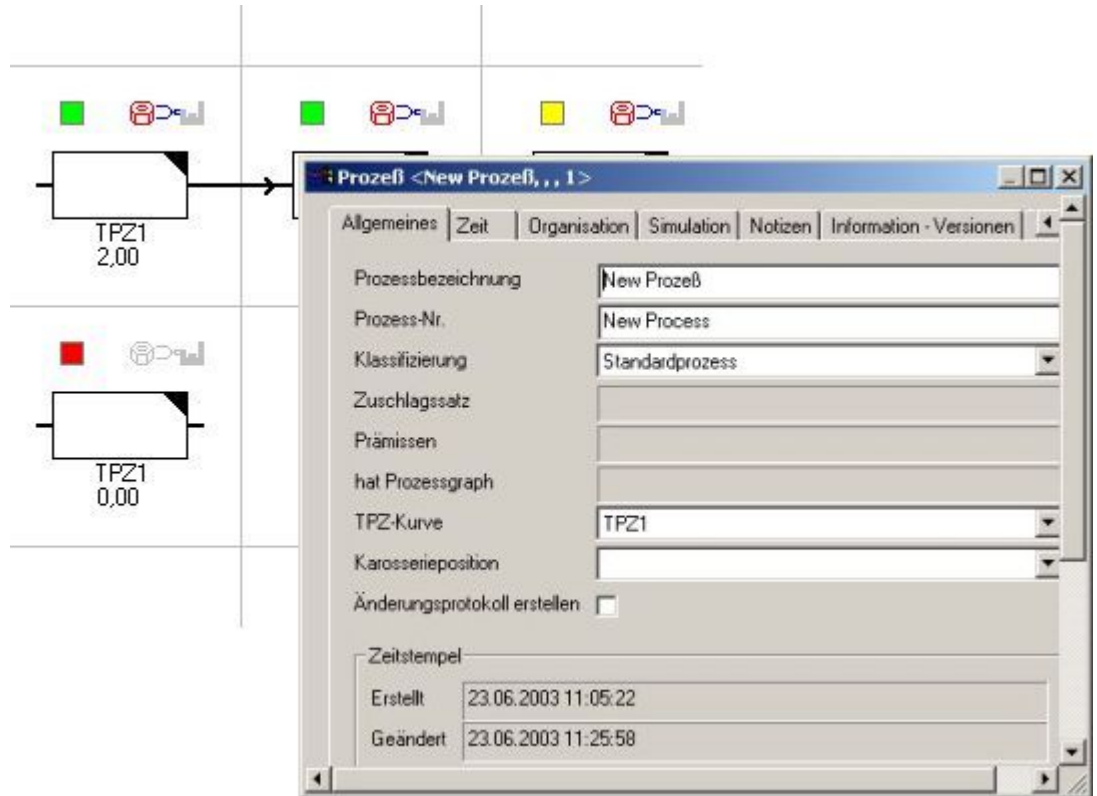 TPZ1
2,00
TPZ1
0,00
Prozeß <New Prozeß, , , 1>
Allgemeines Zeit Organisation Simulation Notizen Information - Versionen
Prozessbezeichnung New Prozeß
Prozess-Nr. New Process
Klassifizierung Standardprozess
Zuschlagssatz
Prämissen
hat Prozessgraph
TPZ-Kurve TPZ1
Karosserieposition
Änderungsprotokoll erstellen
Zeitstempel
Erstellt 23.06.2003 11:05:22
Geändert 23.06.2003 11:25:58